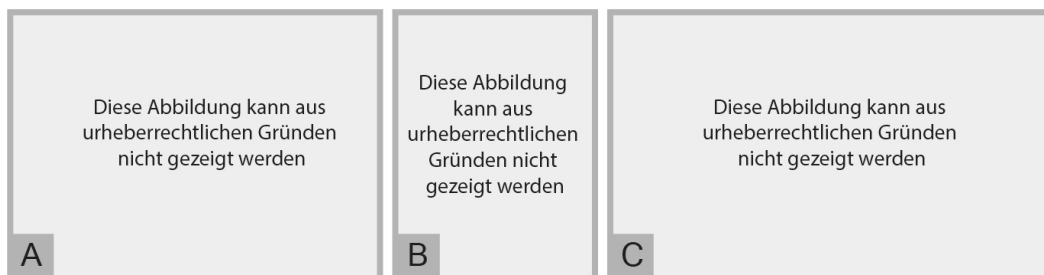 Diese Abbildung kann aus
urheberrechtlichen Gründen
nicht gezeigt werden
A
Diese Abbildung
kann aus
urheberrechtlichen
Gründen nicht
gezeigt werden
B
Diese Abbildung kann aus
urheberrechtlichen Gründen
nicht gezeigt werden
C